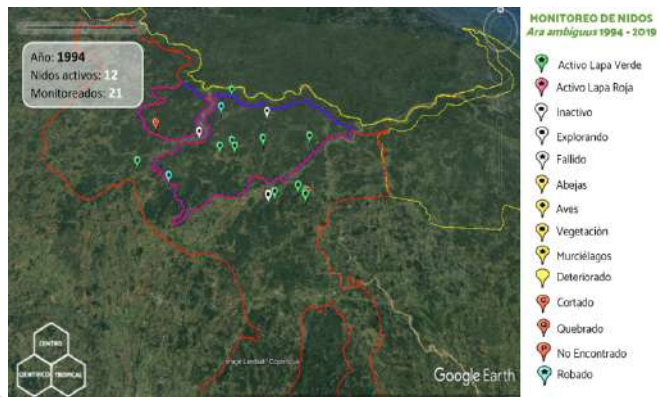 Año: 1994
Nidos activos: 12
Monitoreados: 21
MONITOREO DE NIDOS
Ara ambiguus 1994 - 2019
Activo Lapa Verde
Activo Lapa Roja
Inactivo
Explorando
Fallido
Abejas
Aves
Vegetación
Murciélagos
Deteriorado
C Cortado
Q Quebrado
P No Encontrado
Robado
CENTRO
CIENTIFICO
TROPICAL
Google Earth